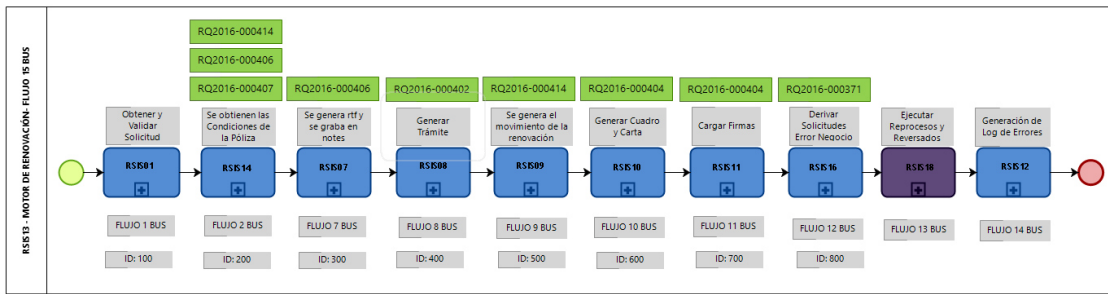 RSIS13 - MOTOR DE RENOVACIÓN- FLUJO 15 BUS
RQ2016-000414
RQ2016-000406
RQ2016-000407
RQ2016-000406
RQ2016-000402
RQ2016-000414
RQ2016-000404
RQ2016-000404
RQ2016-000371
Obtener y
Validar
Solicitud
Se obtienen las
Condiciones de
la Póliza
Se genera rtf y
se graba en
notes
Generar
Trámite
Se genera el
movimiento de la
renovación
Generar Cuadro
y Carta
Cargar Firmas
Derivar
Solicitudes
Error Negocio
Ejecutar
Reprocesos y
Reversados
Generación de
Log de Errores
RSIS01
RSIS14
RSIS07
RSIS08
RSIS09
RSIS10
RSIS11
RSIS16
RSIS18
RSIS12
FLUJO 1 BUS
FLUJO 2 BUS
FLUJO 7 BUS
FLUJO 8 BUS
FLUJO 9 BUS
FLUJO 10 BUS
FLUJO 11 BUS
FLUJO 12 BUS
FLUJO 13 BUS
FLUJO 14 BUS
ID: 100
ID: 200
ID: 300
ID: 400
ID: 500
ID: 600
ID: 700
ID: 800